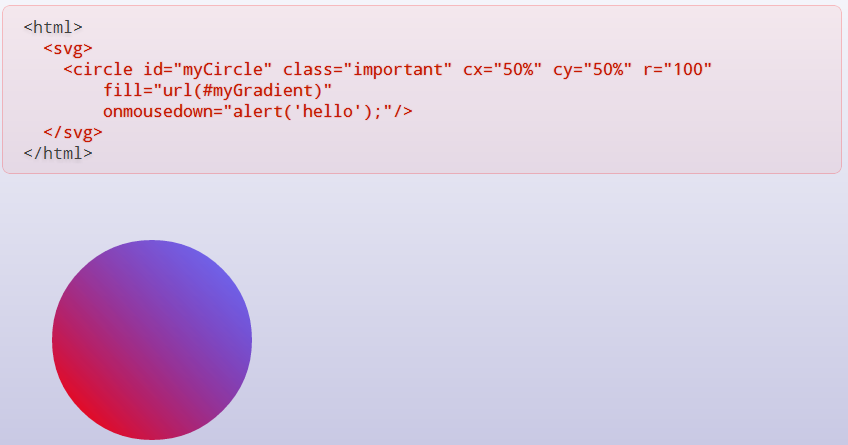 <html>
<svg>
<circle id="myCircle" class="important" cx="50%" cy="50%" r="100"
fill="url(#myGradient)"
onmousedown="alert('hello');"/>
</svg>
</html>